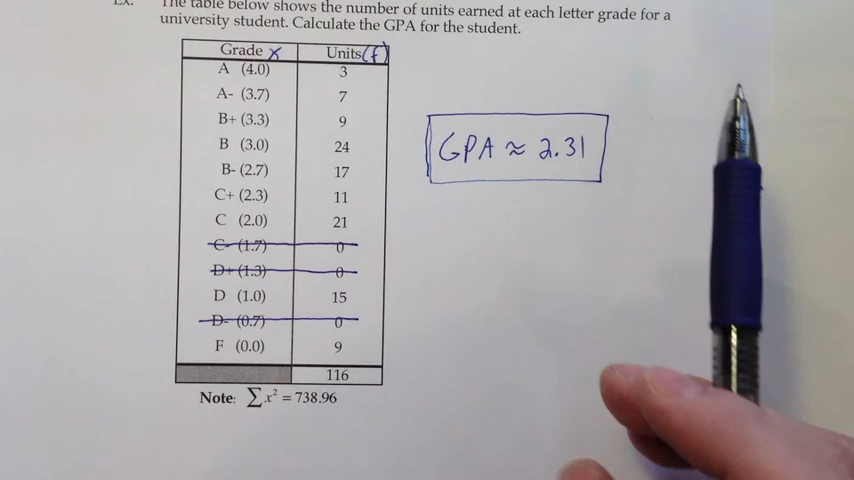 Ex. The table below shows the number of units earned at each letter grade for a
university student. Calculate the GPA for the student.
Grade x Units (f)
A (4.0) 3
A- (3.7) 7
B+ (3.3) 9
B (3.0) 24
B- (2.7) 17
C+ (2.3) 11
C (2.0) 21
C- (1.7) 0
D+ (1.3) 0
D (1.0) 15
D- (0.7) 0
F (0.0) 9
116
Note: ∑x² = 738.96
GPA ≈ 2.31